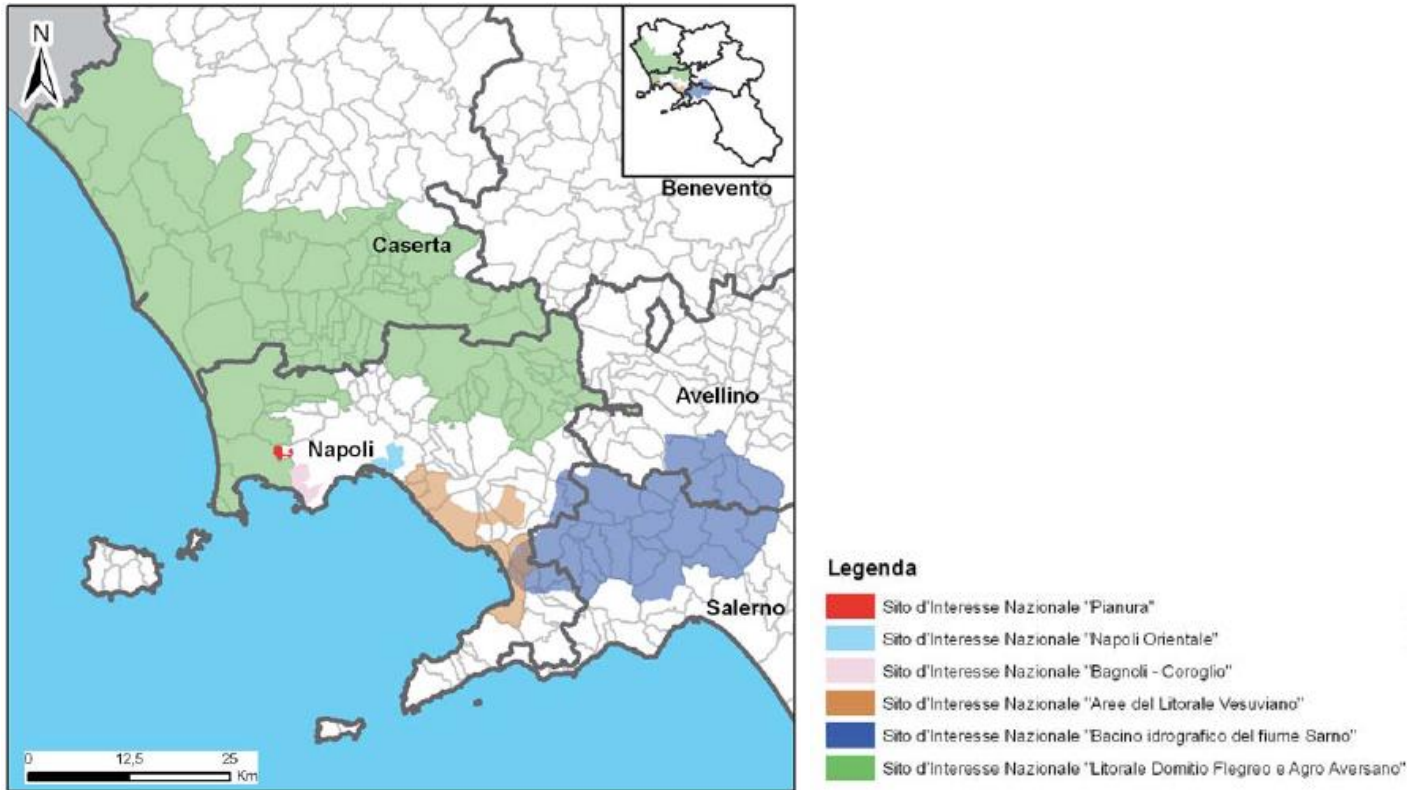 N
Benevento
Caserta
Avellino
Napoli
Salerno
0 12,5 25
Km
Legenda
Sito d'Interesse Nazionale "Pianura"
Sito d'Interesse Nazionale "Napoli Orientale"
Sito d'Interesse Nazionale "Bagnoli - Coroglio"
Sito d'Interesse Nazionale "Aree del Litorale Vesuviano"
Sito d'Interesse Nazionale "Bacino idrografico del fiume Sarno"
Sito d'Interesse Nazionale "Litorale Domitio Flegreo e Agro Aversano"